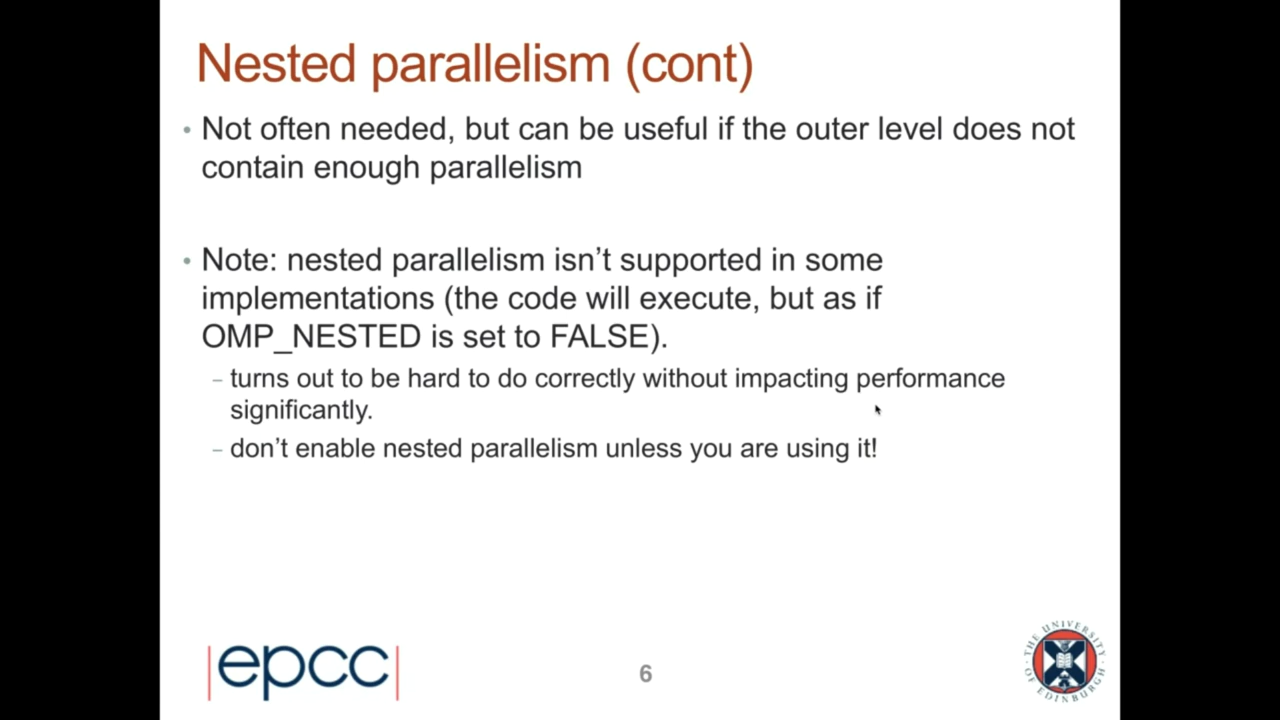 Nested parallelism (cont)
• Not often needed, but can be useful if the outer level does not
contain enough parallelism
• Note: nested parallelism isn't supported in some
implementations (the code will execute, but as if
OMP_NESTED is set to FALSE).
– turns out to be hard to do correctly without impacting performance
significantly.
– don't enable nested parallelism unless you are using it!
|epcc|
6
THE UNIVERSITY
OF EDINBURGH